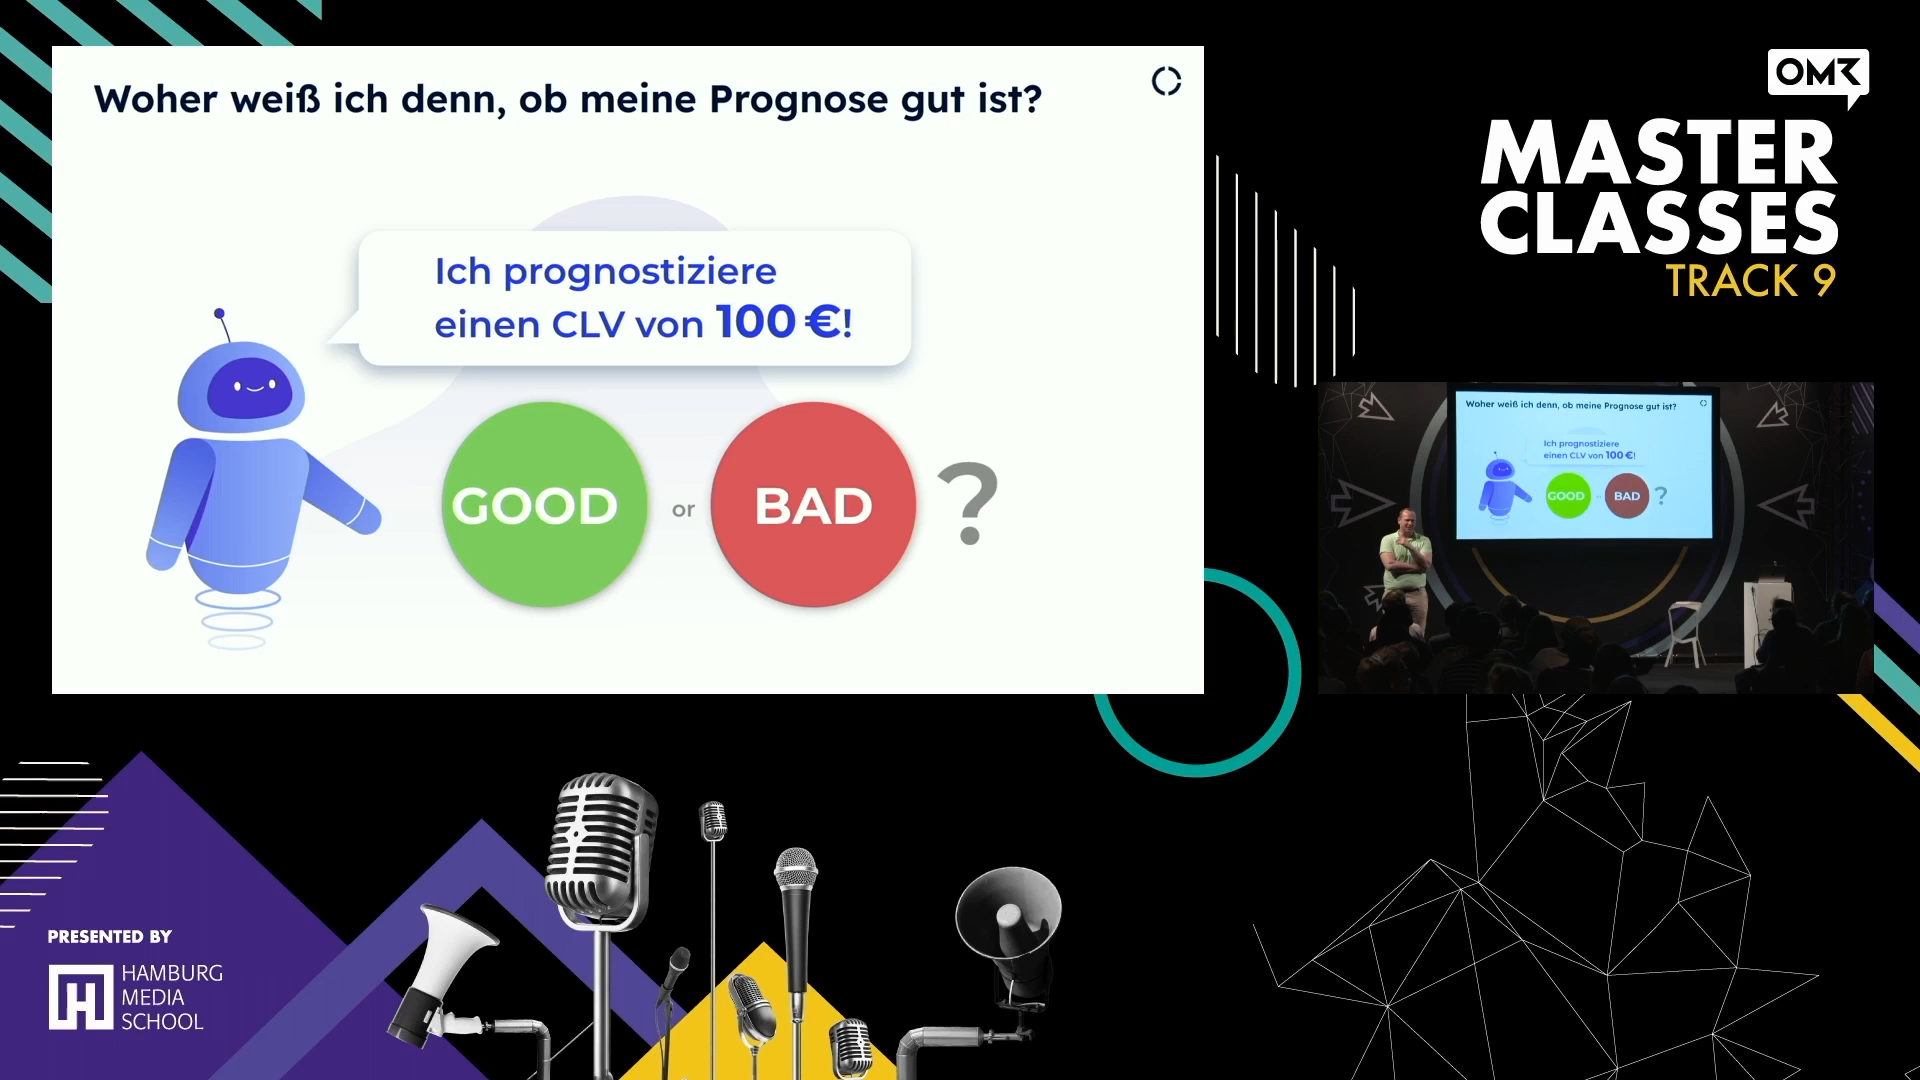 Woher weiß ich denn, ob meine Prognose gut ist?
Ich prognostiziere
einen CLV von 100 €!
GOOD or BAD ?
OMR
MASTER
CLASSES
TRACK 9
Woher weiß ich denn, ob meine Prognose gut ist?
Ich prognostiziere
einen CLV von 100 €!
GOOD or BAD ?
PRESENTED BY
H HAMBURG
MEDIA
SCHOOL